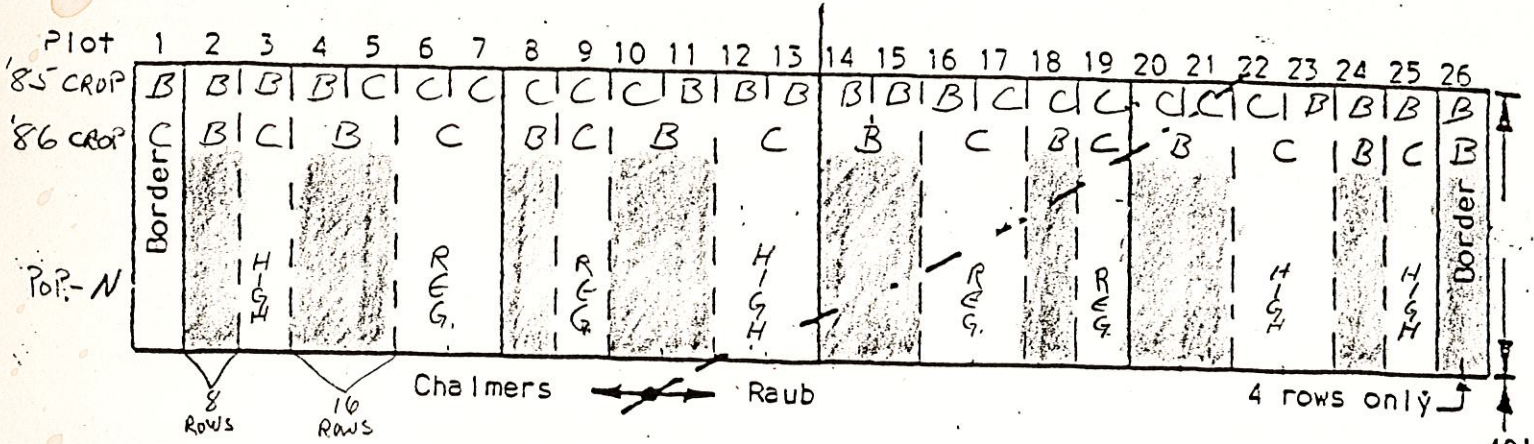 Plot 1 2 3 4 5 6 7 8 9 10 11 12 13 14 15 16 17 18 19 20 21 22 23 24 25 26
'85 CROP B B B B C C C C C C B B B B B B C C C C C C B B B B
'86 CROP C B C B C B C B C B C B C B C B C B
Border
Border
POP.-N HIGH REG. REG. HIGH REG. REG. HIGH HIGH
Chalmers Raub 4 rows only
8 ROWS 16 ROWS